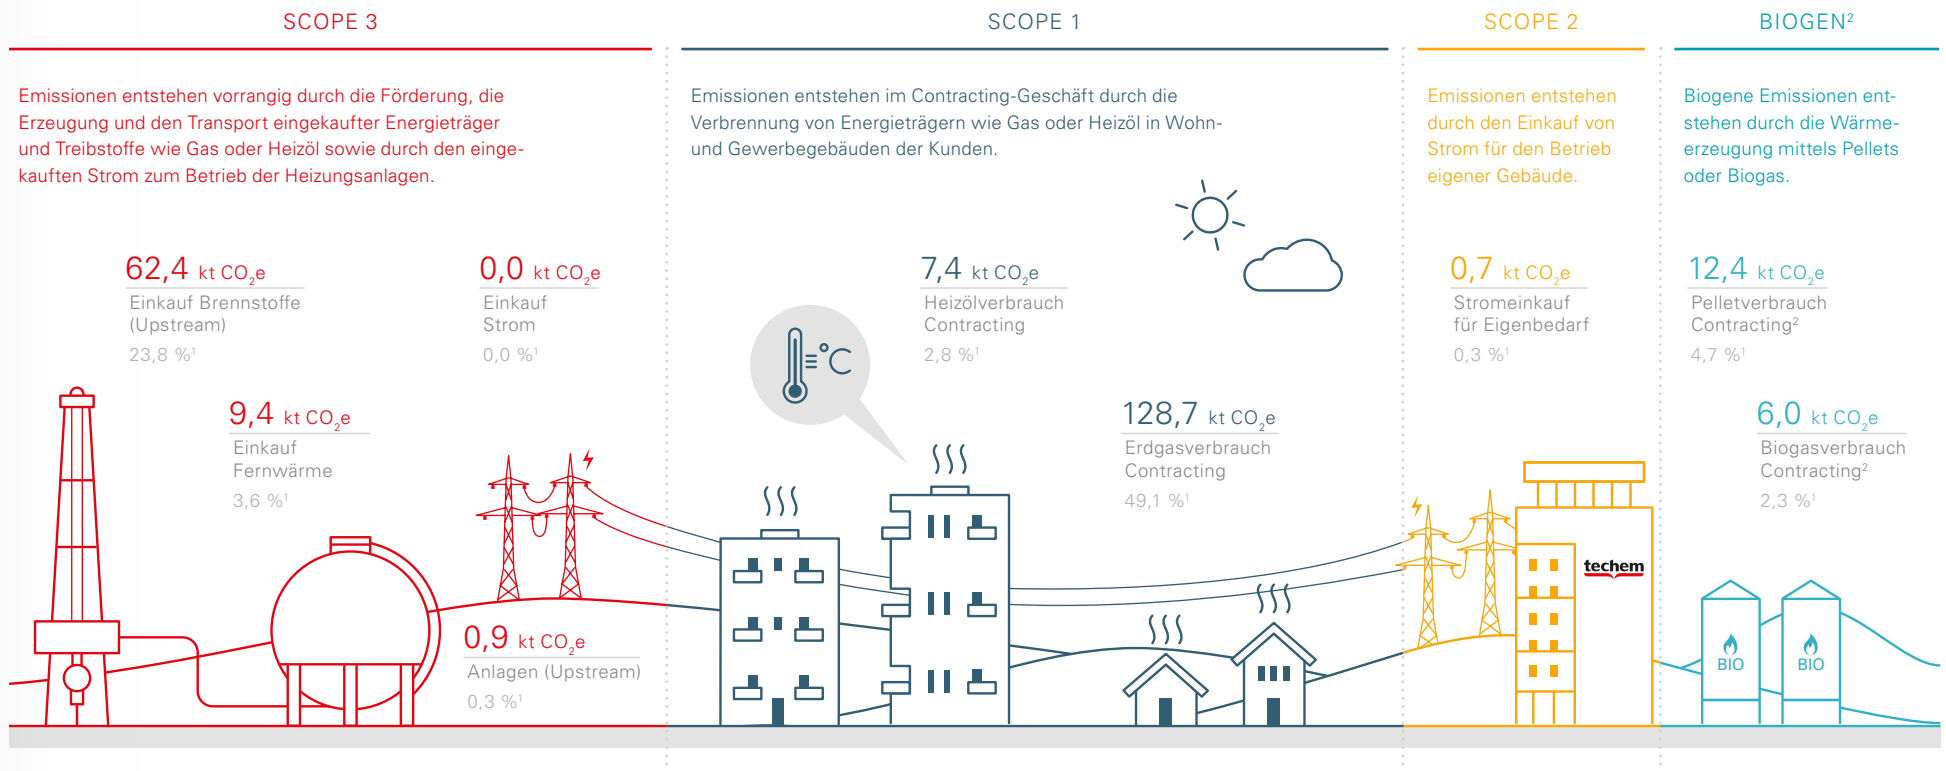 SCOPE 3
Emissionen entstehen vorrangig durch die Förderung, die
Erzeugung und den Transport eingekaufter Energieträger
und Treibstoffe wie Gas oder Heizöl sowie durch den einge-
kauften Strom zum Betrieb der Heizungsanlagen.
62,4 kt CO₂e
Einkauf Brennstoffe
(Upstream)
23,8 %¹
0,0 kt CO₂e
Einkauf
Strom
0,0 %¹
9,4 kt CO₂e
Einkauf
Fernwärme
3,6 %¹
0,9 kt CO₂e
Anlagen (Upstream)
0,3 %¹
SCOPE 1
Emissionen entstehen im Contracting-Geschäft durch die
Verbrennung von Energieträgern wie Gas oder Heizöl in Wohn-
und Gewerbegebäuden der Kunden.
°C
7,4 kt CO₂e
Heizölverbrauch
Contracting
2,8 %¹
128,7 kt CO₂e
Erdgasverbrauch
Contracting
49,1 %¹
SCOPE 2
Emissionen entstehen
durch den Einkauf von
Strom für den Betrieb
eigener Gebäude.
0,7 kt CO₂e
Stromeinkauf
für Eigenbedarf
0,3 %¹
techem
BIOGEN²
Biogene Emissionen ent-
stehen durch die Wärme-
erzeugung mittels Pellets
oder Biogas.
12,4 kt CO₂e
Pelletverbrauch
Contracting²
4,7 %¹
6,0 kt CO₂e
Biogasverbrauch
Contracting²
2,3 %¹
BIO
BIO